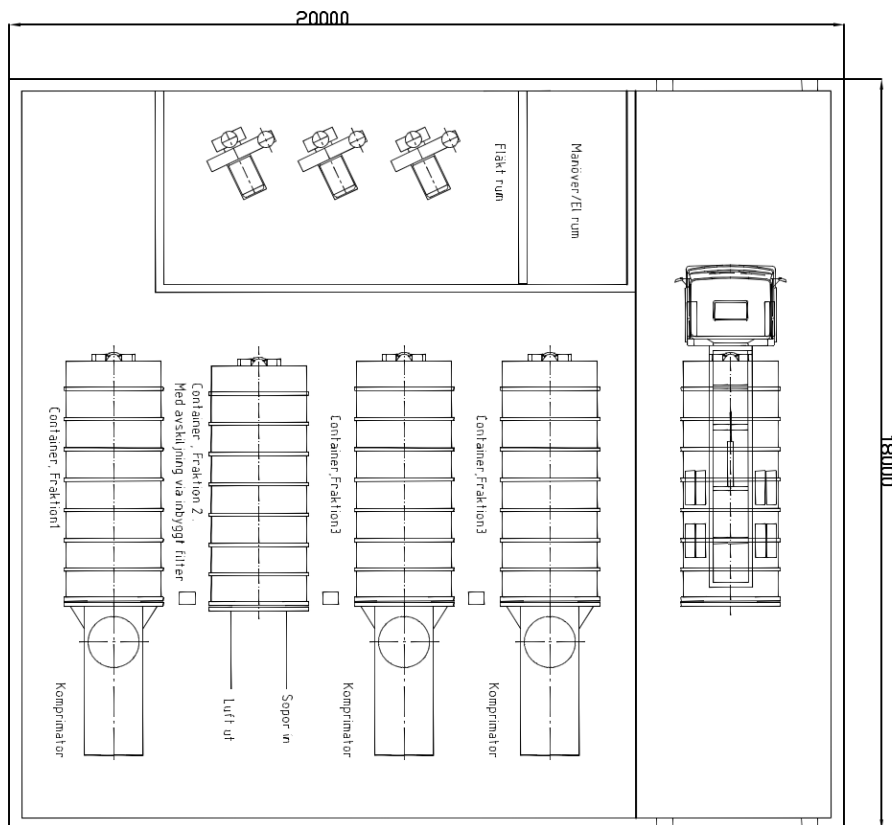 20000
18000
Fläkt rum
Manöver/El rum
Container, Fraktion1
Container , Fraktion 2 .
Med avskiljning via inbyggt filter
Container,Fraktion3
Container,Fraktion3
Komprimator
Luft ut
Sopor in
Komprimator
Komprimator